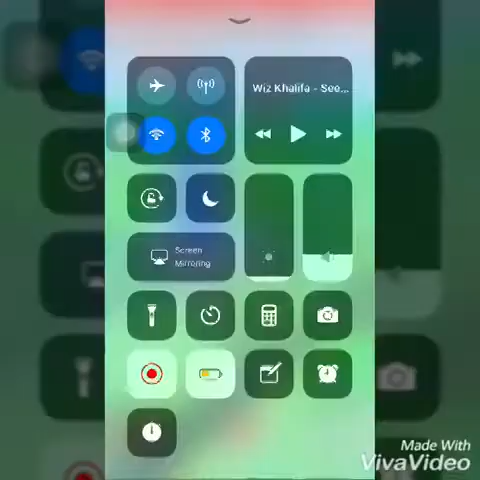 Wiz Khalifa - See...
Screen
Mirroring
Made With
VivaVideo